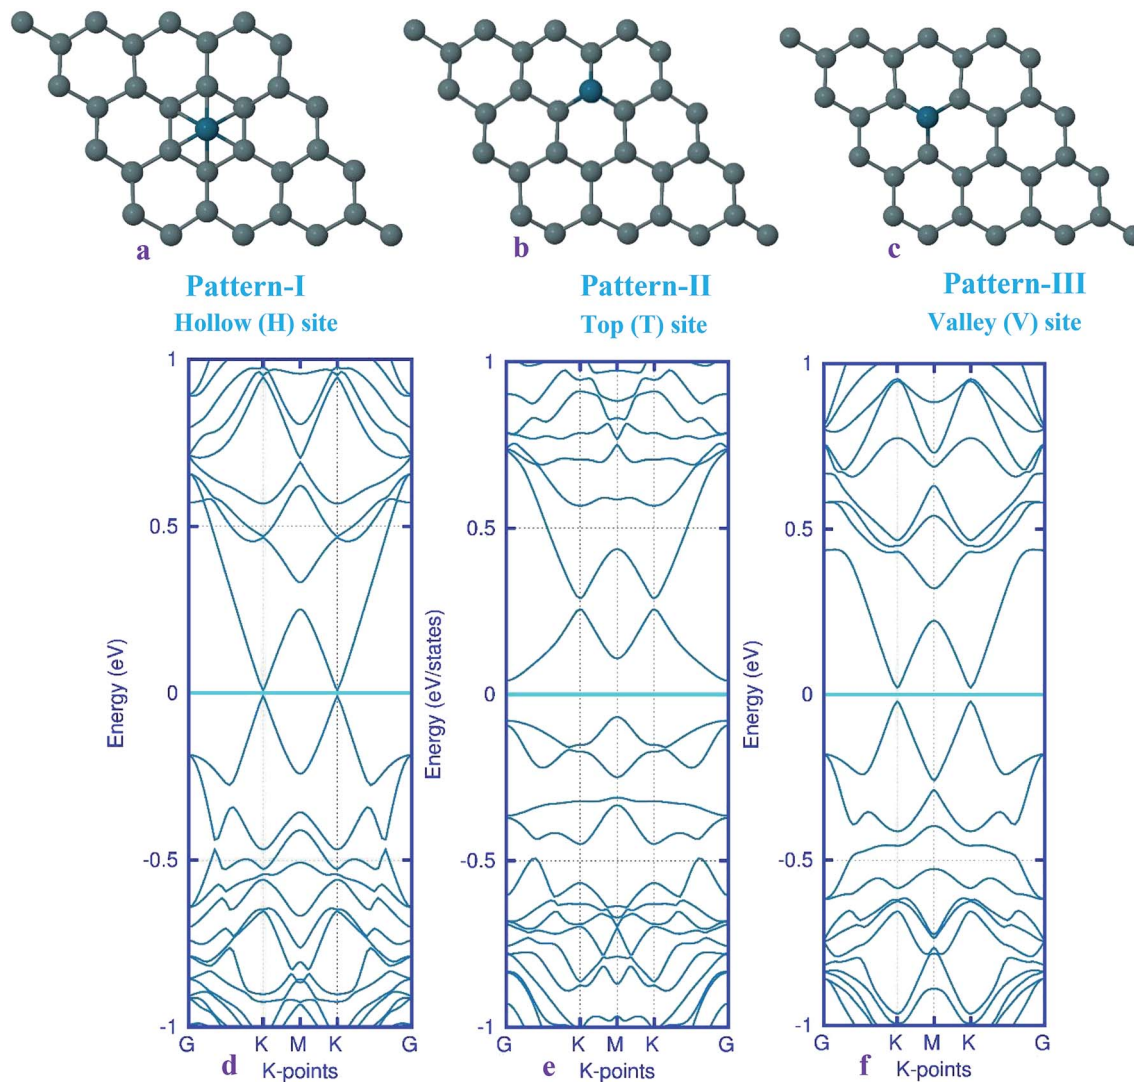 a
b
c
Pattern-I
Hollow (H) site
Pattern-II
Top (T) site
Pattern-III
Valley (V) site
Energy (eV)
1
0.5
0
-0.5
-1
G K M K G
K-points
d
Energy (eV/states)
1
0.5
0
-0.5
-1
G K M K G
K-points
e
Energy (eV)
1
0.5
0
-0.5
-1
G K M K G
K-points
f